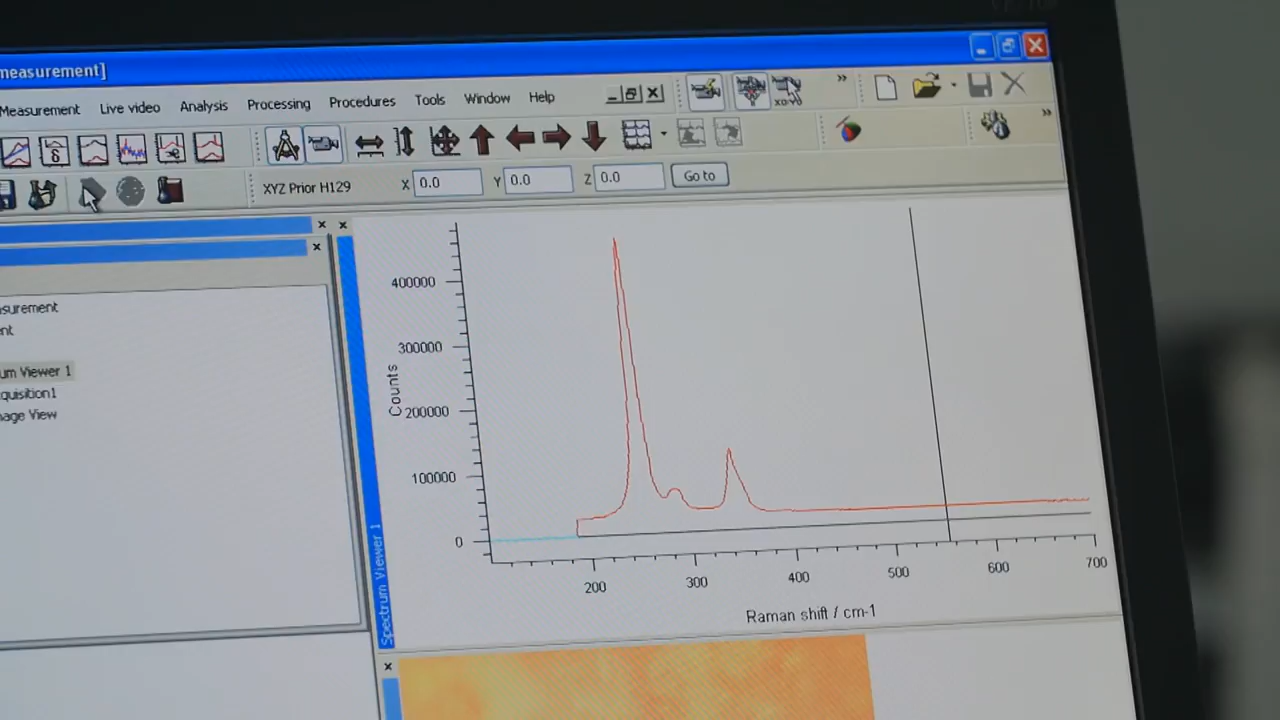 measurement]
Measurement Live video Analysis Processing Procedures Tools Window Help
XYZ Prior H129 X 0.0 Y 0.0 Z 0.0 Go to
surement
nt
um Viewer 1
quisition1
nage View
Spectrum Viewer 1
Counts
400000
300000
200000
100000
0
200 300 400 500 600 700
Raman shift / cm-1